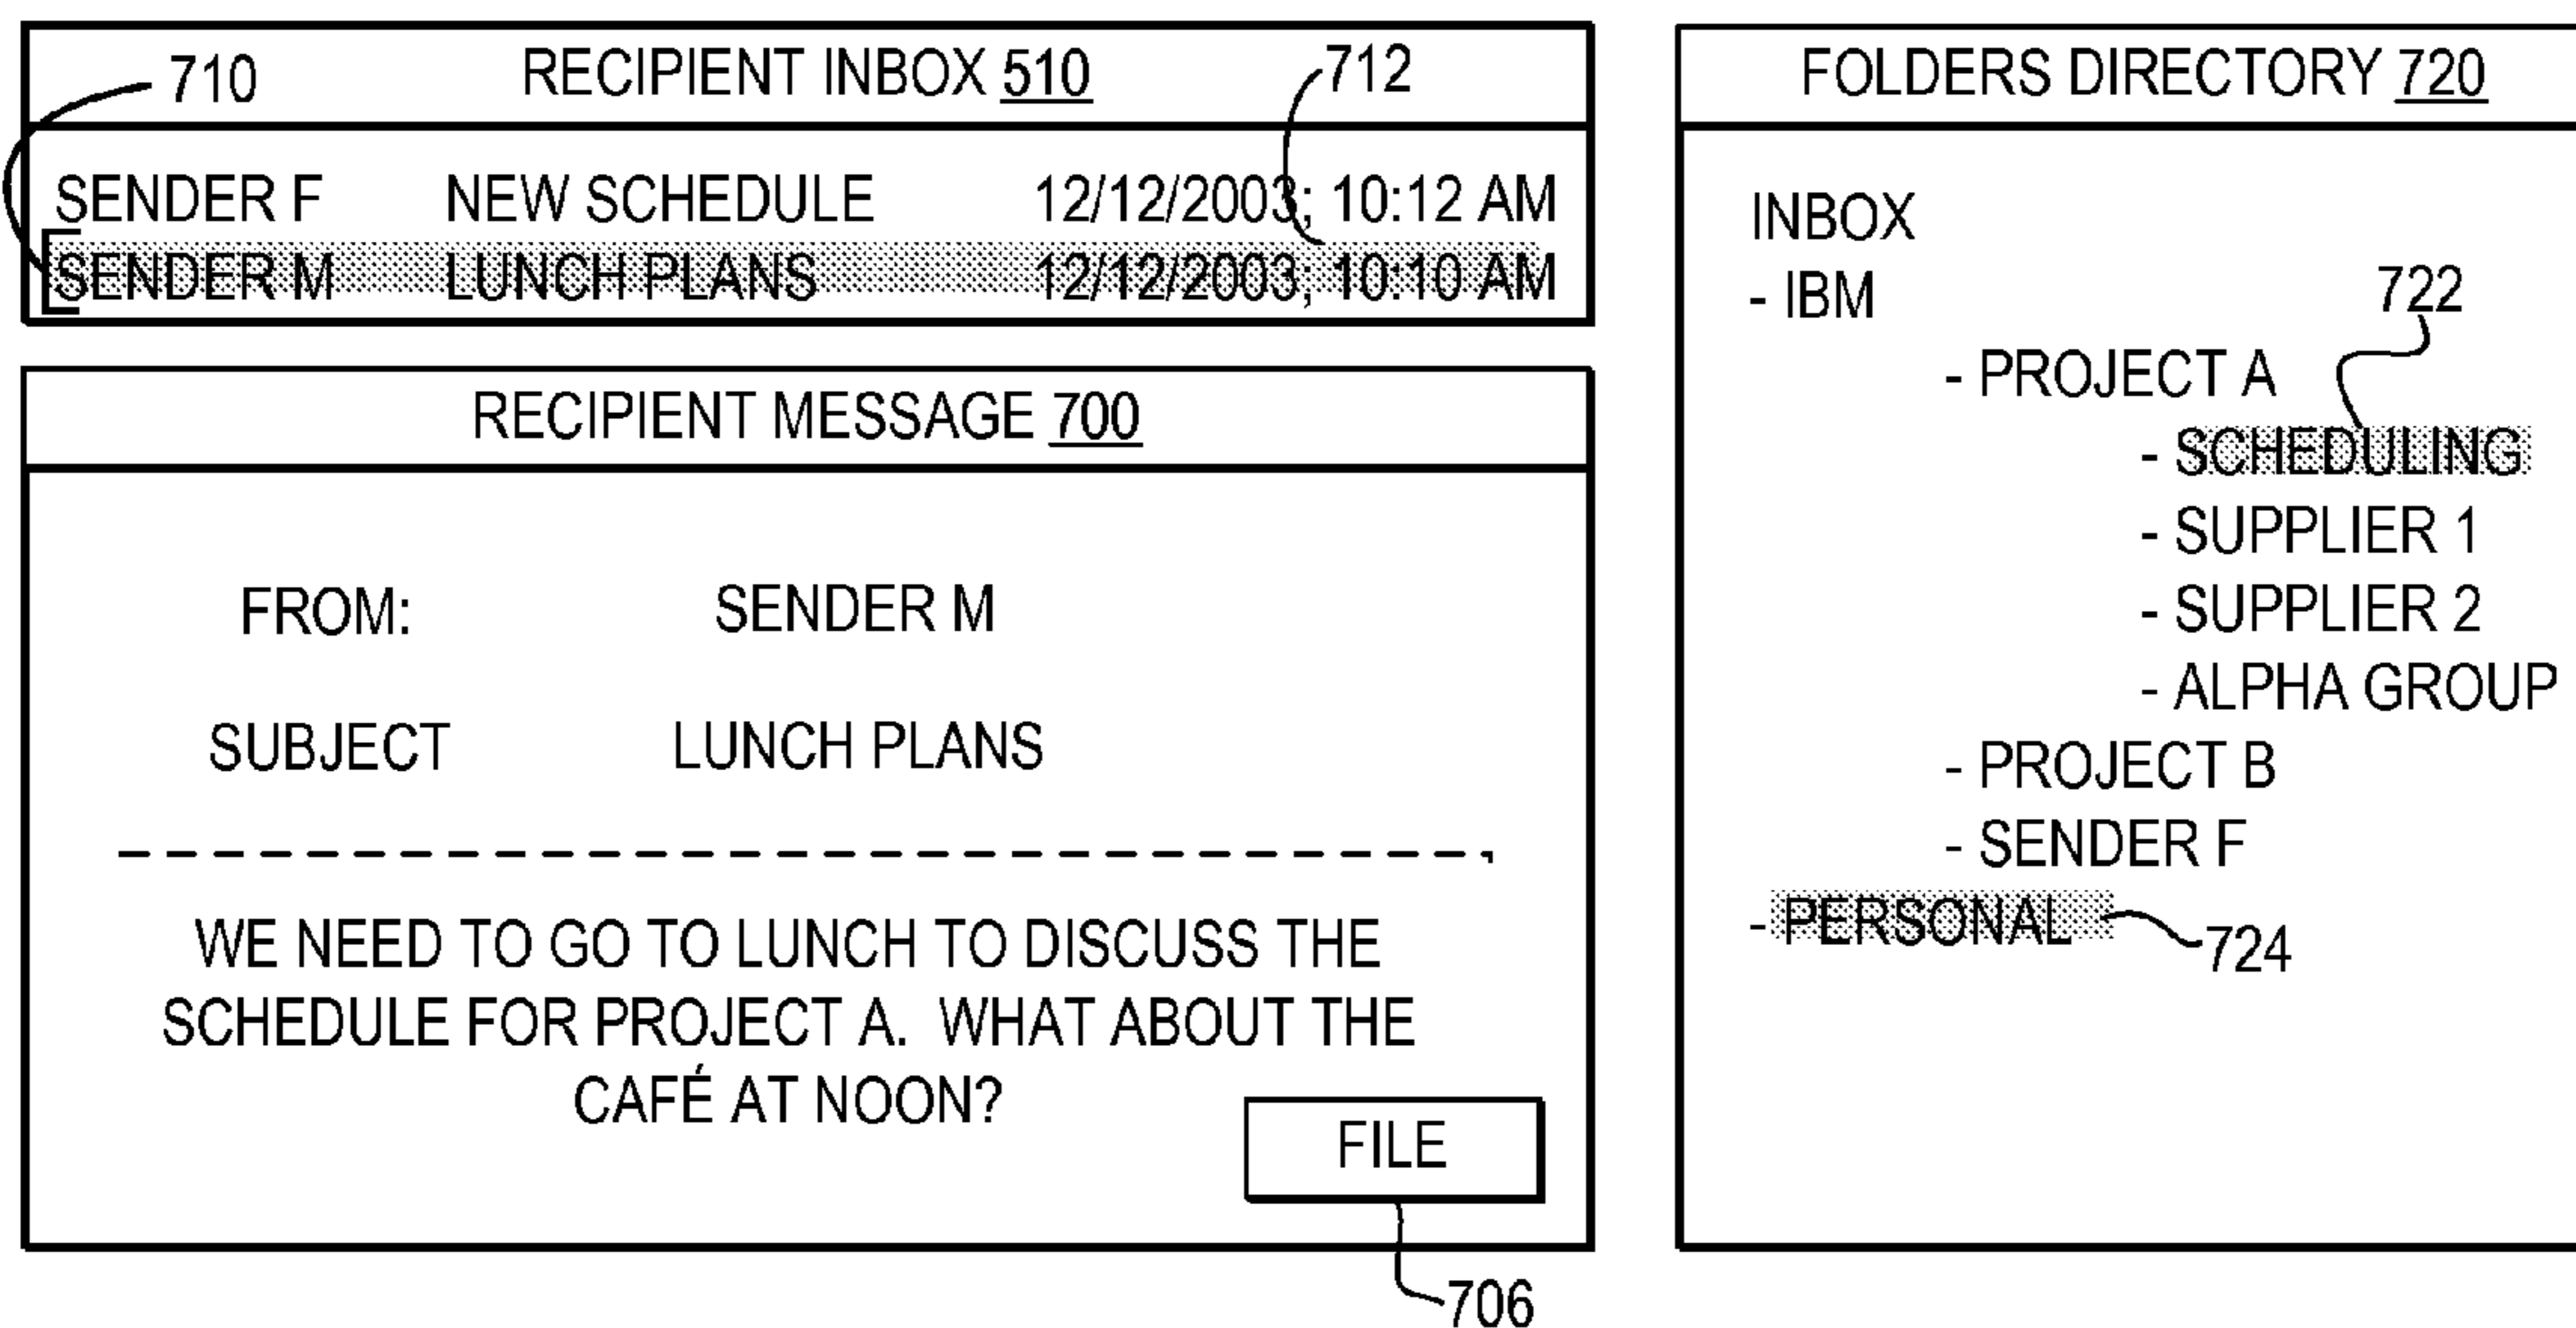 RECIPIENT INBOX 510
710
712
SENDER F NEW SCHEDULE 12/12/2003; 10:12 AM
SENDER M LUNCH PLANS 12/12/2003; 10:10 AM
RECIPIENT MESSAGE 700
FROM: SENDER M
SUBJECT LUNCH PLANS
WE NEED TO GO TO LUNCH TO DISCUSS THE
SCHEDULE FOR PROJECT A. WHAT ABOUT THE
CAFÉ AT NOON?
FILE
706
FOLDERS DIRECTORY 720
INBOX
- IBM
722
- PROJECT A
- SCHEDULING
- SUPPLIER 1
- SUPPLIER 2
- ALPHA GROUP
- PROJECT B
- SENDER F
- PERSONAL
724